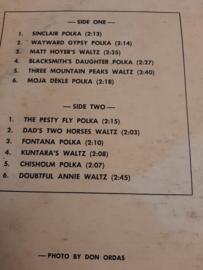 — SIDE ONE —
1. SINCLAIR POLKA (2:13)
2. WAYWARD GYPSY POLKA (2:14)
3. MATT HOYER'S WALTZ (2:35)
4. BLACKSMITH'S DAUGHTER POLKA (2:27)
5. THREE MOUNTAIN PEAKS WALTZ (2:40)
6. MOJA DEKLE POLKA (2:18)
— SIDE TWO —
1. THE PESTY FLY POLKA (2:15)
2. DAD'S TWO HORSES WALTZ (2:03)
3. FONTANA POLKA (2:10)
4. KUNTARA'S WALTZ (2:08)
5. CHISHOLM POLKA (2:07)
6. DOUBTFUL ANNIE WALTZ (2:45)
— PHOTO BY DON ORDAS